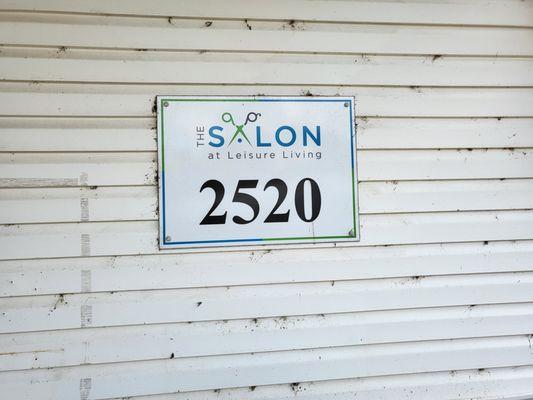 THE SALON
at Leisure Living
2520